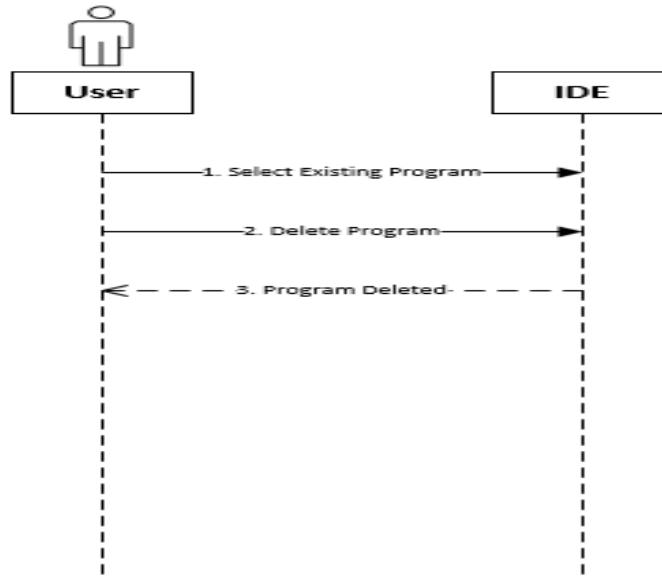 User
IDE
1. Select Existing Program
2. Delete Program
3. Program Deleted